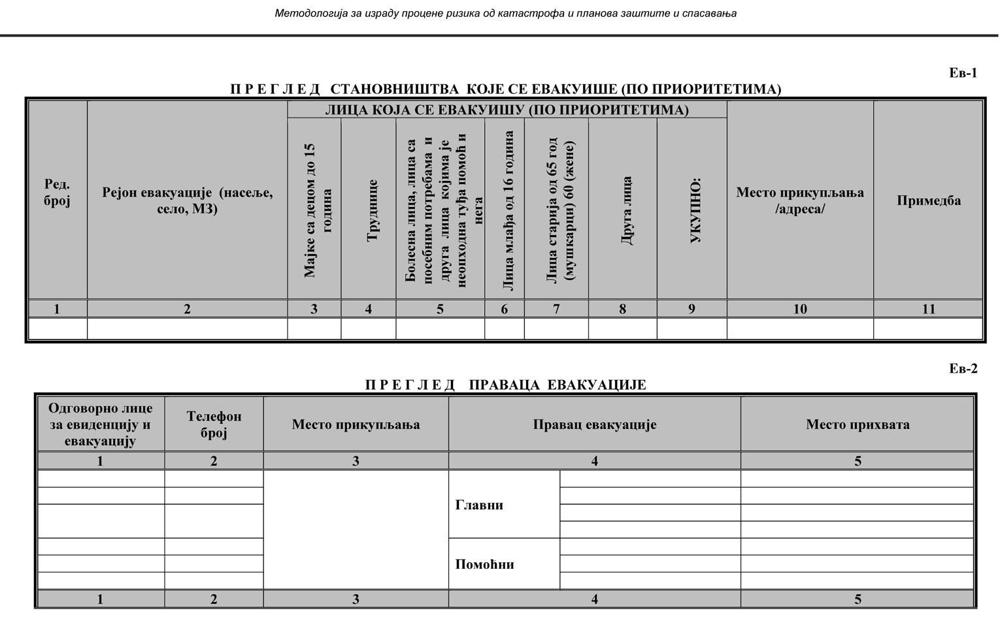 Методологија за израду процене ризика од катастрофа и планова заштите и спасавања
Ев-1
П Р Е Г Л Е Д СТАНОВНИШТВА КОЈЕ СЕ ЕВАКУИШЕ (ПО ПРИОРИТЕТИМА)
Ред.
број
Рејон евакуације (насеље,
село, МЗ)
ЛИЦА КОЈА СЕ ЕВАКУИШУ (ПО ПРИОРИТЕТИМА)
Мајке са децом до 15
година
Труднице
Болесна лица, лица са
посебним потребама и
друга лица којима је
неопходна туђа помоћ и
нега
Лица млађа од 16 година
Лица старија од 65 год
(мушкарци) 60 (жене)
Друга лица
УКУПНО:
Место прикупљања
/адреса/
Примедба
1 2 3 4 5 6 7 8 9 10 11
Ев-2
П Р Е Г Л Е Д ПРАВАЦА ЕВАКУАЦИЈЕ
Одговорно лице
за евиденцију и
евакуацију
Телефон
број
Место прикупљања
Правац евакуације
Место прихвата
1 2 3 4 5
Главни
Помоћни
1 2 3 4 5